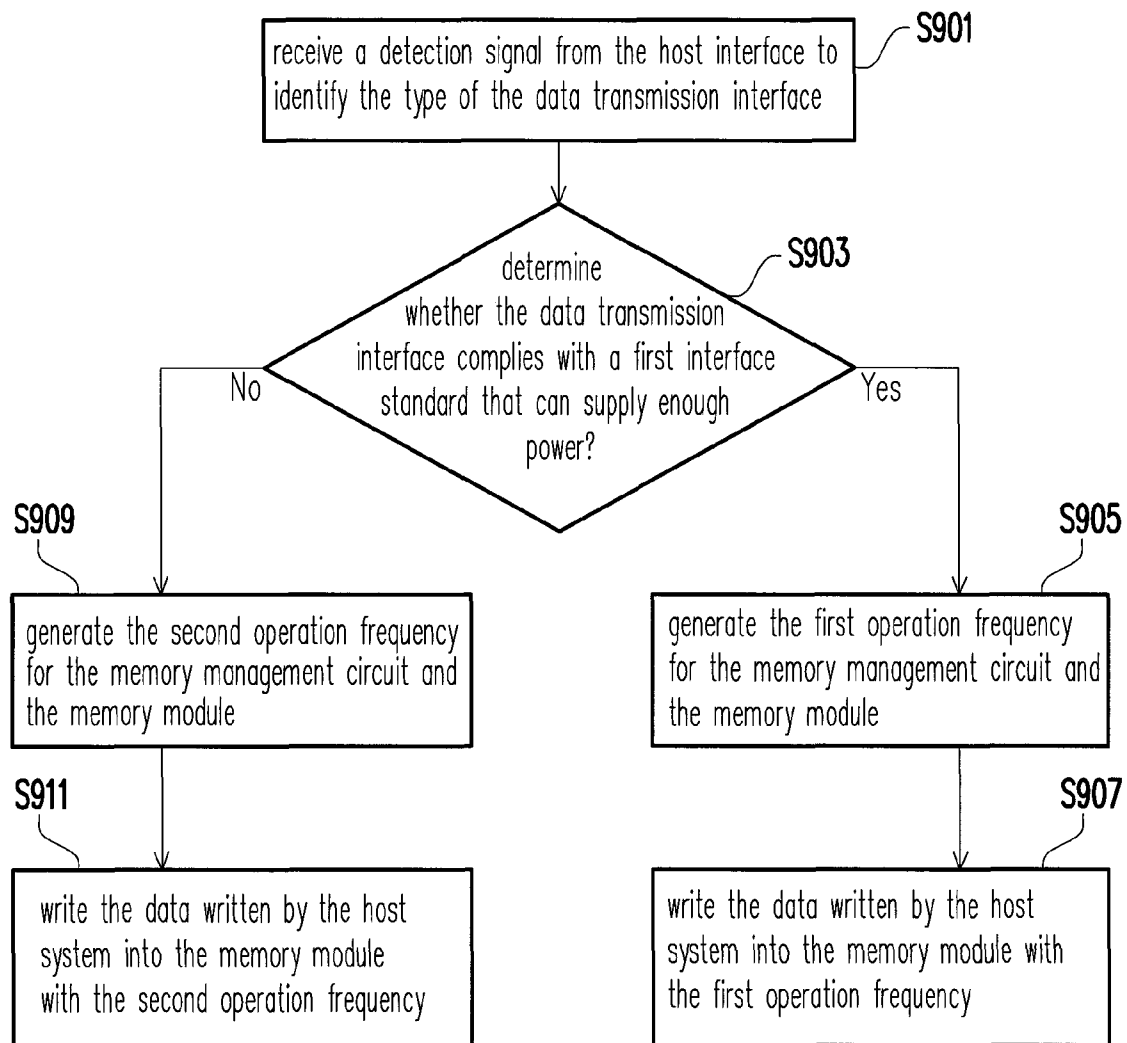 S901
receive a detection signal from the host interface to
identify the type of the data transmission interface
S903
determine
whether the data transmission
interface complies with a first interface
standard that can supply enough
power?
No
Yes
S909
generate the second operation frequency
for the memory management circuit and
the memory module
S905
generate the first operation frequency
for the memory management circuit and
the memory module
S911
write the data written by the host
system into the memory module
with the second operation frequency
S907
write the data written by the host
system into the memory module with
the first operation frequency